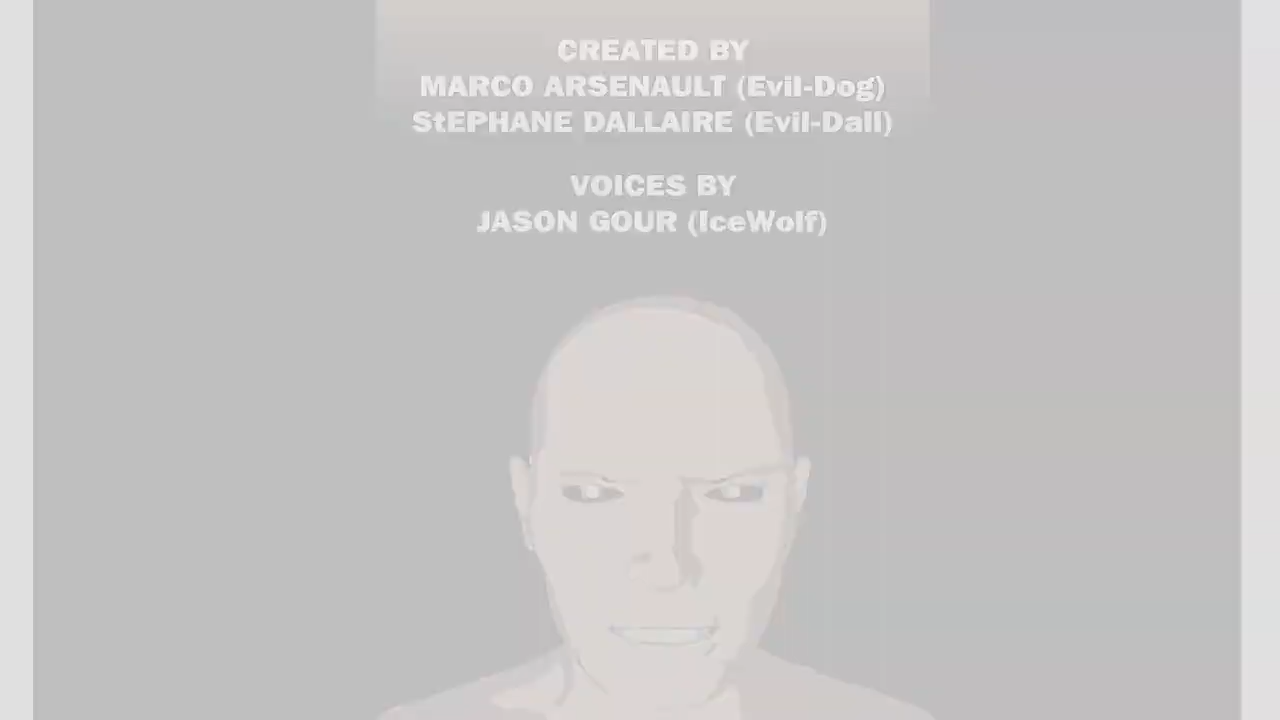 CREATED BY
MARCO ARSENAULT (Evil-Dog)
StEPHANE DALLAIRE (Evil-Dall)
VOICES BY
JASON GOUR (IceWolf)